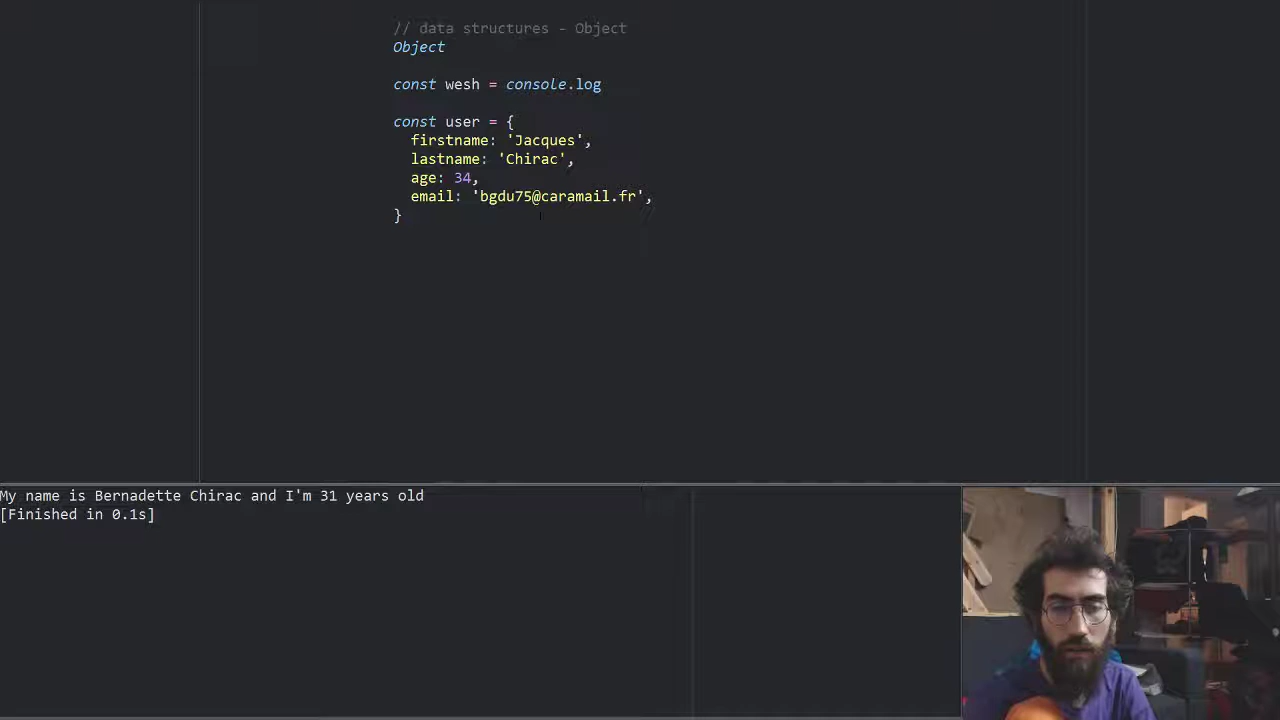 // data structures - Object
Object
const wesh = console.log
const user = {
firstname: 'Jacques',
lastname: 'Chirac',
age: 34,
email: 'bgdu75@caramail.fr',
}
My name is Bernadette Chirac and I'm 31 years old
[Finished in 0.1s]